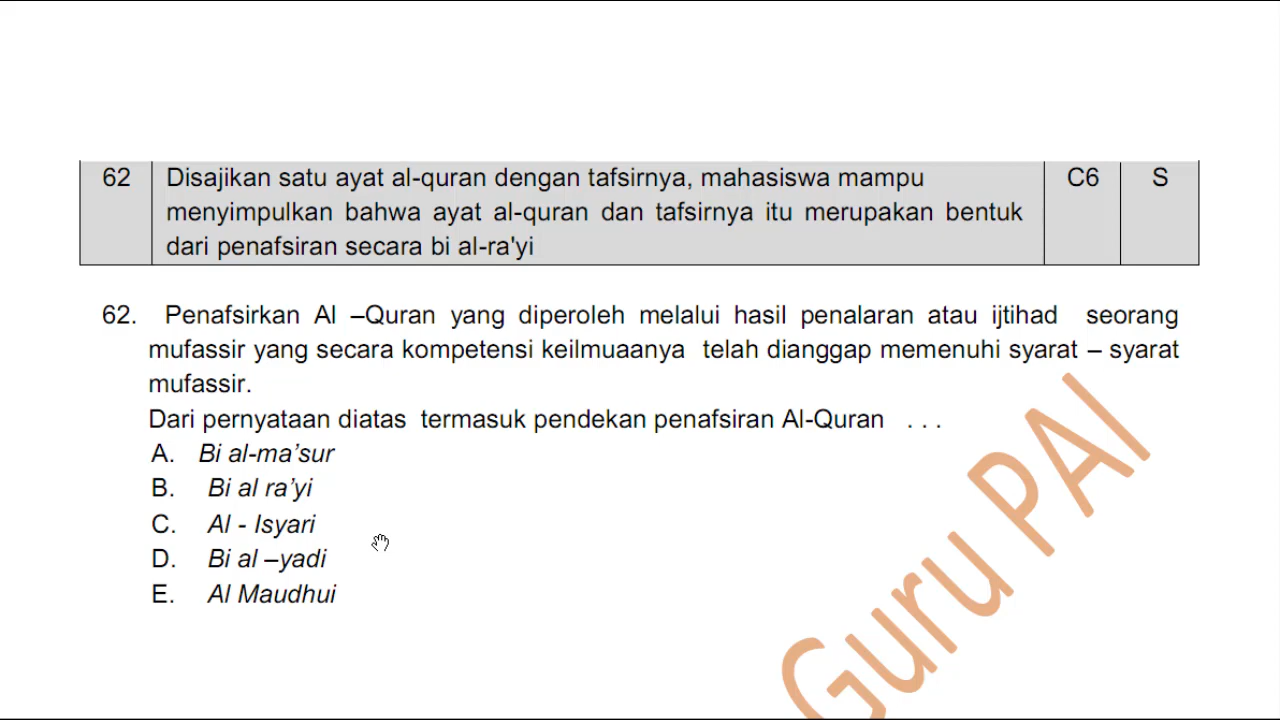 62 Disajikan satu ayat al-quran dengan tafsirnya, mahasiswa mampu C6 S
menyimpulkan bahwa ayat al-quran dan tafsirnya itu merupakan bentuk
dari penafsiran secara bi al-ra'yi
62. Penafsirkan Al –Quran yang diperoleh melalui hasil penalaran atau ijtihad seorang
mufassir yang secara kompetensi keilmuaanya telah dianggap memenuhi syarat – syarat
mufassir.
Dari pernyataan diatas termasuk pendekan penafsiran Al-Quran . . .
A. Bi al-ma’sur
B. Bi al ra’yi
C. Al - Isyari
D. Bi al –yadi
E. Al Maudhui
Guru PAI